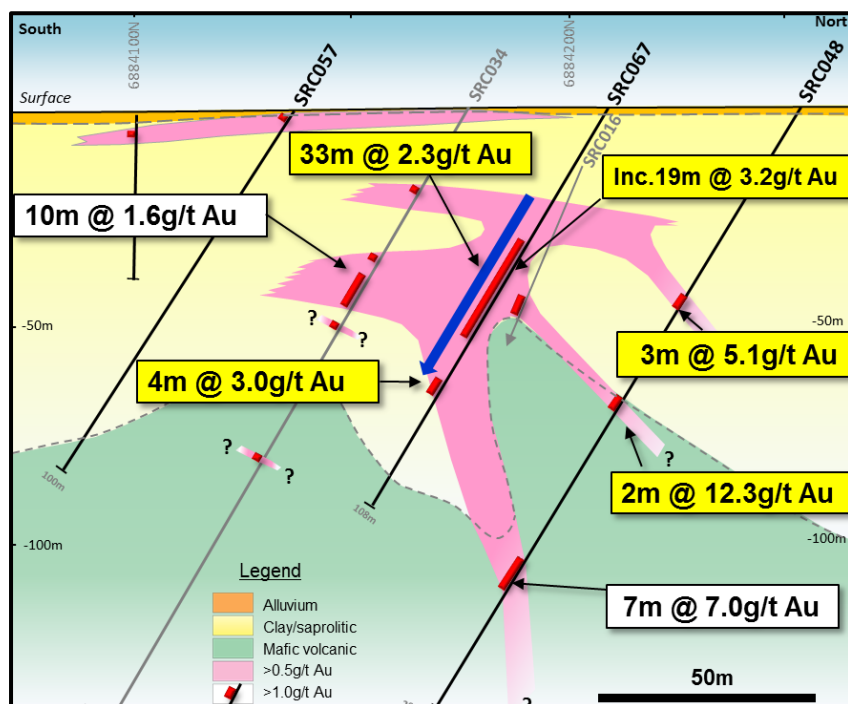 South
North
6884100N
SRC057
SRC034
6884200N
SRC067
SRC048
Surface
SRC016
33m @ 2.3g/t Au
Inc.19m @ 3.2g/t Au
10m @ 1.6g/t Au
-50m
-50m
?
?
3m @ 5.1g/t Au
4m @ 3.0g/t Au
?
?
?
100m
108m
2m @ 12.3g/t Au
-100m
-100m
Legend
Alluvium
Clay/saprolitic
Mafic volcanic
>0.5g/t Au
>1.0g/t Au
7m @ 7.0g/t Au
50m
?